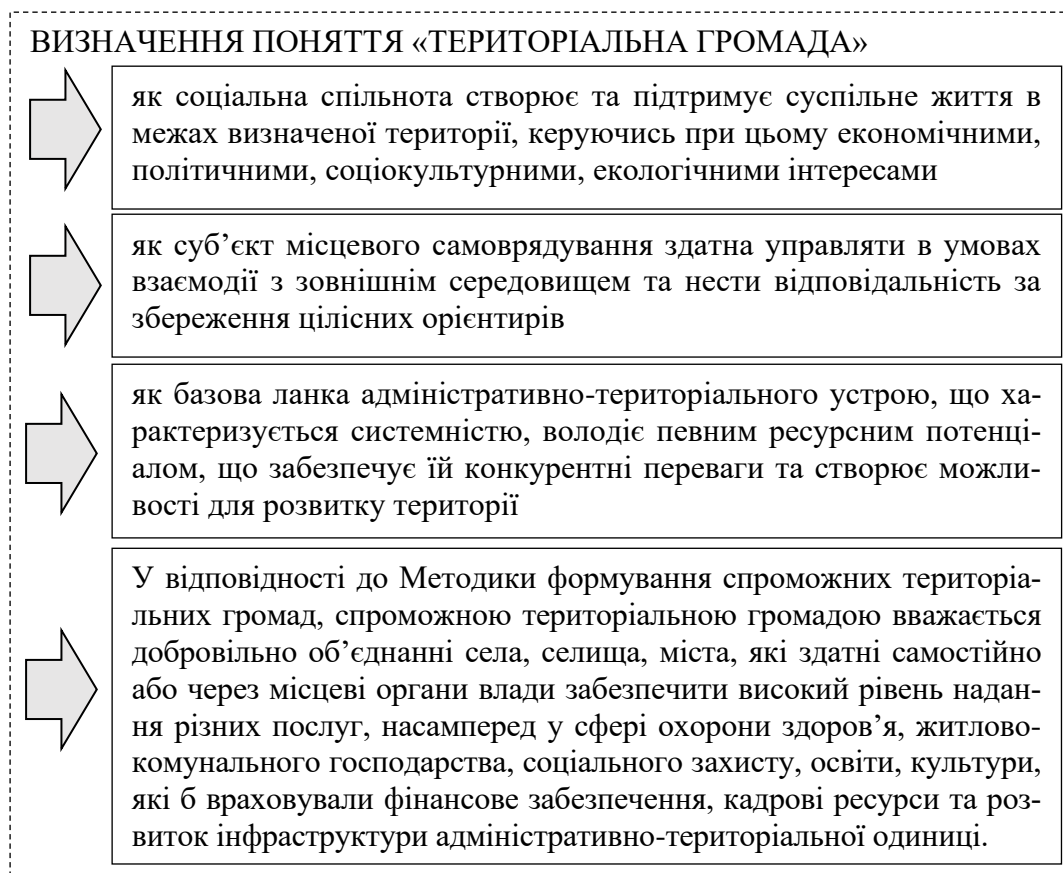 ВИЗНАЧЕННЯ ПОНЯТТЯ «ТЕРИТОРІАЛЬНА ГРОМАДА»
як соціальна спільнота створює та підтримує суспільне життя в
межах визначеної території, керуючись при цьому економічними,
політичними, соціокультурними, екологічними інтересами
як суб’єкт місцевого самоврядування здатна управляти в умовах
взаємодії з зовнішнім середовищем та нести відповідальність за
збереження цілісних орієнтирів
як базова ланка адміністративно-територіального устрою, що ха-
рактеризується системністю, володіє певним ресурсним потенці-
алом, що забезпечує їй конкурентні переваги та створює можли-
вості для розвитку території
У відповідності до Методики формування спроможних територіа-
льних громад, спроможною територіальною громадою вважається
добровільно об’єднанні села, селища, міста, які здатні самостійно
або через місцеві органи влади забезпечити високий рівень надан-
ня різних послуг, насамперед у сфері охорони здоров’я, житлово-
комунального господарства, соціального захисту, освіти, культури,
які б враховували фінансове забезпечення, кадрові ресурси та роз-
виток інфраструктури адміністративно-територіальної одиниці.